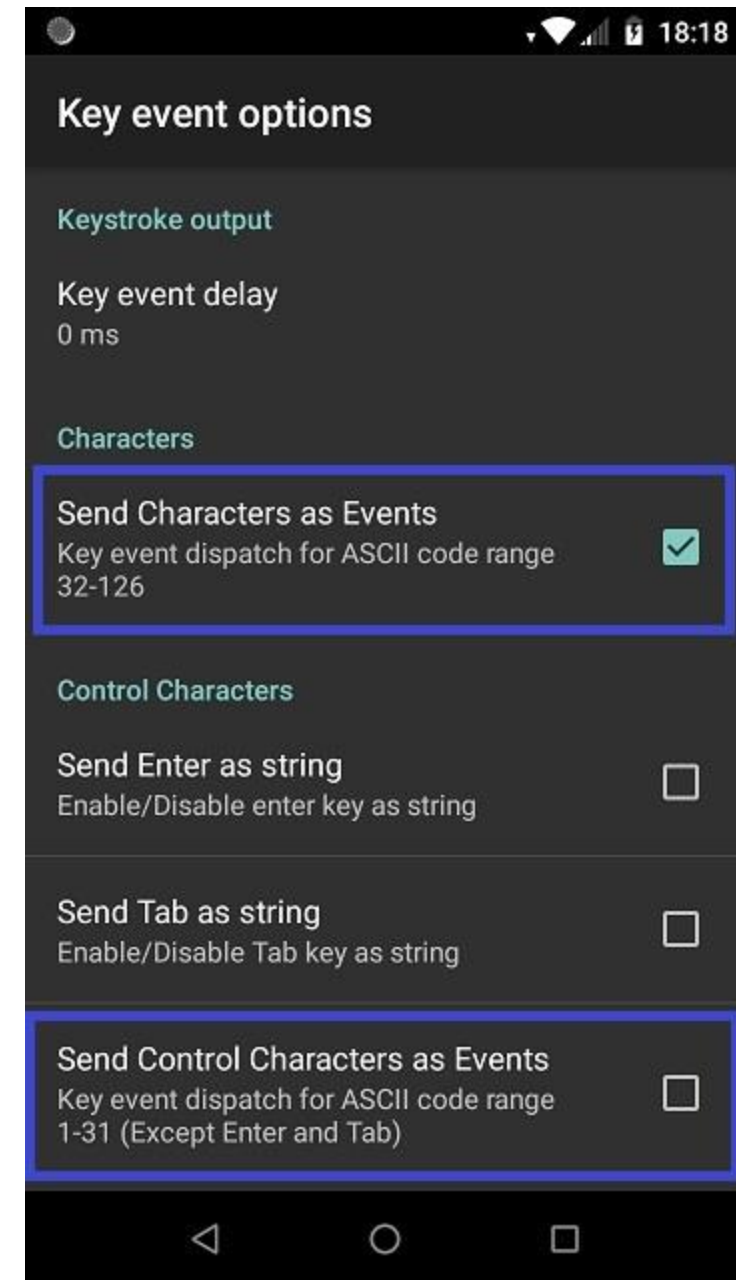 18:18
Key event options
Keystroke output
Key event delay
0 ms
Characters
Send Characters as Events
Key event dispatch for ASCII code range
32-126
Control Characters
Send Enter as string
Enable/Disable enter key as string
Send Tab as string
Enable/Disable Tab key as string
Send Control Characters as Events
Key event dispatch for ASCII code range
1-31 (Except Enter and Tab)